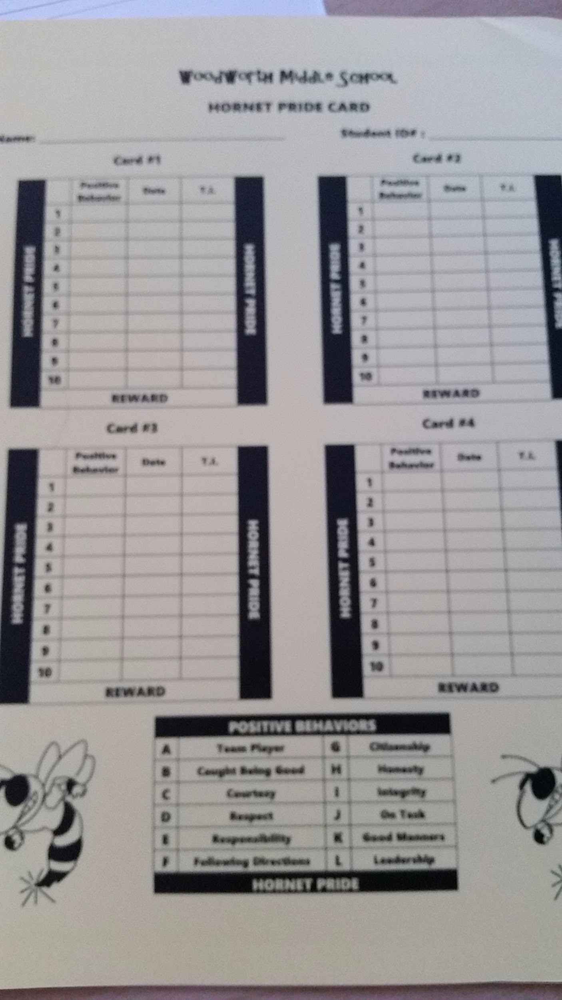 WoodWorth Middle School
HORNET PRIDE CARD
Name: Student ID# :
Card #1 Card #2
Positive Behavior Date T.I. Positive Behavior Date T.I.
HORNET PRIDE HORNET PRIDE HORNET PRIDE HORNET PRIDE
1 1
2 2
3 3
4 4
5 5
6 6
7 7
8 8
9 9
10 10
REWARD REWARD
Card #3 Card #4
Positive Behavior Date T.I. Positive Behavior Date T.I.
HORNET PRIDE HORNET PRIDE HORNET PRIDE
1 1
2 2
3 3
4 4
5 5
6 6
7 7
8 8
9 9
10 10
REWARD REWARD
POSITIVE BEHAVIORS
A Team Player G Citizenship
B Caught Being Good H Honesty
C Courtesy I Integrity
D Respect J On Task
E Responsibility K Good Manners
F Following Directions L Leadership
HORNET PRIDE